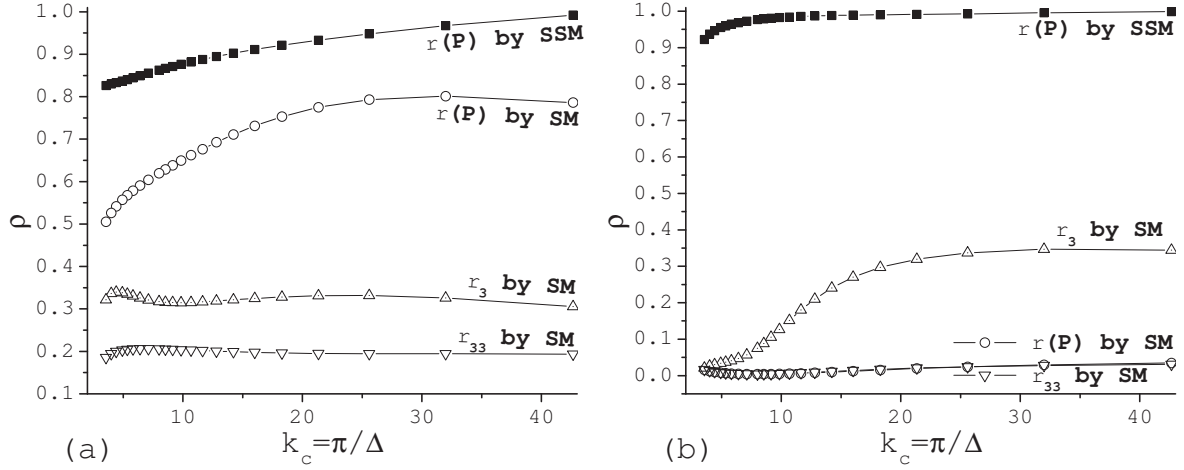 1.0
0.9
0.8
0.7
0.6
0.5
0.4
0.3
0.2
0.1
ρ
r(P) by SSM
r(P) by SM
r₃ by SM
r₃₃ by SM
10
20
30
40
k_c=π/Δ
(a)
1.0
0.9
0.8
0.7
0.6
0.5
0.4
0.3
0.2
0.1
0.0
ρ
r(P) by SSM
r₃ by SM
r(P) by SM
r₃₃ by SM
10
20
30
40
k_c=π/Δ
(b)